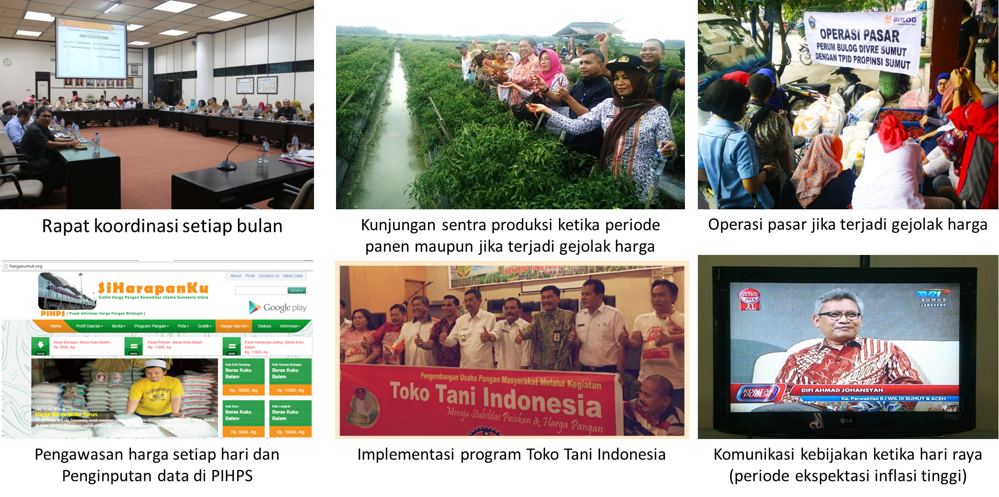 BULOG
OPERASI PASAR
PERUM BULOG DIVRE SUMUT
DENGAN TPID PROPINSI SUMUT
Rapat koordinasi setiap bulan
Kunjungan sentra produksi ketika periode
panen maupun jika terjadi gejolak harga
Operasi pasar jika terjadi gejolak harga
hargasumut.org
About Profil Contact Us Meta Data
SiHarapanKu
Sistim Harga Pangan Komoditas Utama Sumatera Utara
SEARCH
Google play
PIHPS ( Pusat Informasi Harga Pangan Strategis )
Home Profil Daerah Berita Program Pangan Peta Grafik Harga Hari Ini Diskusi Informasi
Pasar Bahagia - Beras Kuku Balam
Rp. 9500,-/kg
turun
Pasar Petisah - Beras Kuku Balam
Rp. 11000,-/kg
sama
Pasar Kampung Lalang - Beras Kuku
Balam
Rp. 11000,-/kg
sama
Kab Deli Serdang
Beras Kuku
Balam
Rp. 10000,-/kg
Kab Serang Bedagai
Beras Kuku
Balam
Rp. 11000,-/kg
Kab Karo
Beras Kuku
Balam
Rp. 9400,-/kg
Kab Langkat
Beras Kuku
Balam
Rp. 10600,-/kg
Harga Beras Mulai Turun
LAUNCHING TOKO TANI
Medan, 17 - 18 Mei 2016
Pengembangan Usaha Pangan Masyarakat Melalui Kegiatan
Toko Tani Indonesia
Menuju Stabilitas Pasokan & Harga Pangan
MENUJU
PILPRES
2014
21
HARI
TVRI
SUMUT
LANGSUNG
KONTAK
PUBLIK
DIFI AHMAD JOHANSYAH
Ka. Perwakilan B.I WIL IX SUMUT & ACEH
LG
Pengawasan harga setiap hari dan
Penginputan data di PIHPS
Implementasi program Toko Tani Indonesia
Komunikasi kebijakan ketika hari raya
(periode ekspektasi inflasi tinggi)